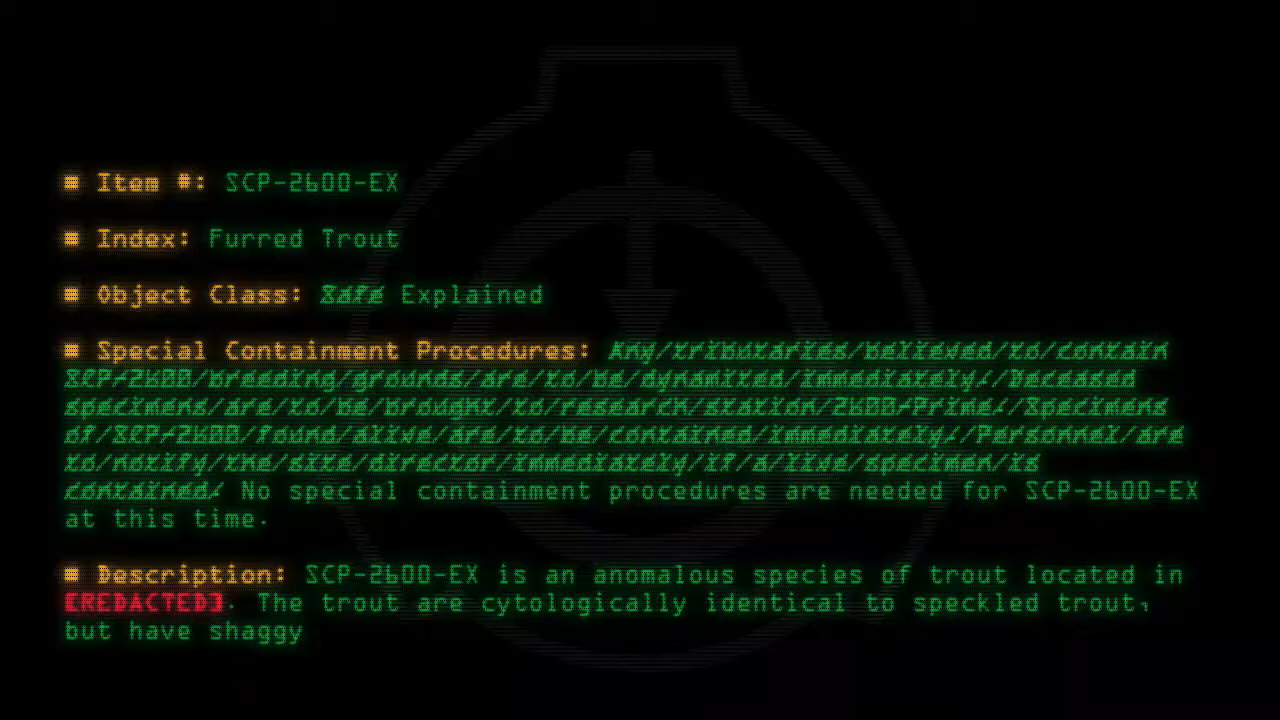 ■ Item #: SCP-2600-EX
■ Index: Furred Trout
■ Object Class: Safe Explained
■ Special Containment Procedures: Any/tributaries/believed/to/contain
SCP-2600/breeding/grounds/are/to/be/dynamited/immediately.//Deceased
specimens/are/to/be/brought/to/research/station/2600-Prime.//Specimens
of/SCP-2600/found/alive/are/to/be/contained/immediately.//Personnel/are
to/notify/the/site/director/immediately/if/a/live/specimen/is
contained. No special containment procedures are needed for SCP-2600-EX
at this time.
■ Description: SCP-2600-EX is an anomalous species of trout located in
[REDACTED]. The trout are cytologically identical to speckled trout,
but have shaggy